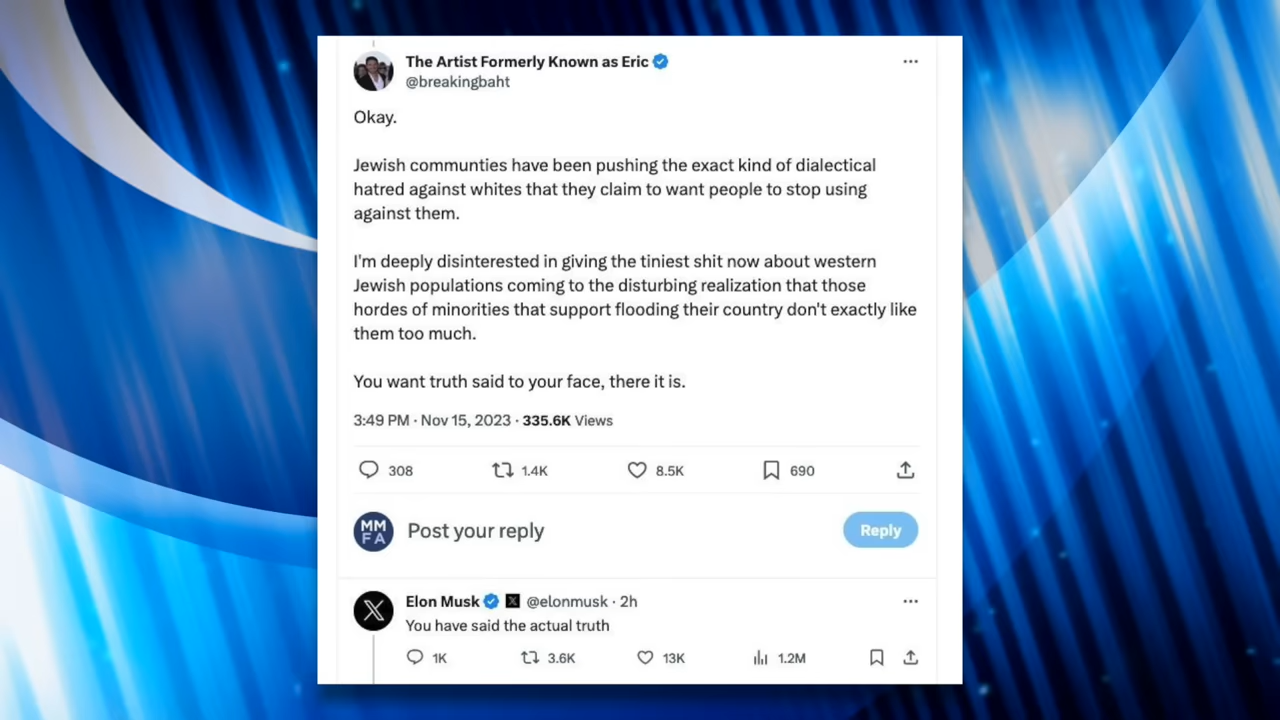 The Artist Formerly Known as Eric
@breakingbaht
Okay.
Jewish communties have been pushing the exact kind of dialectical
hatred against whites that they claim to want people to stop using
against them.
I'm deeply disinterested in giving the tiniest shit now about western
Jewish populations coming to the disturbing realization that those
hordes of minorities that support flooding their country don't exactly like
them too much.
You want truth said to your face, there it is.
3:49 PM · Nov 15, 2023 · 335.6K Views
308 1.4K 8.5K 690
MM
FA
Post your reply
Reply
Elon Musk X @elonmusk · 2h
You have said the actual truth
1K 3.6K 13K 1.2M